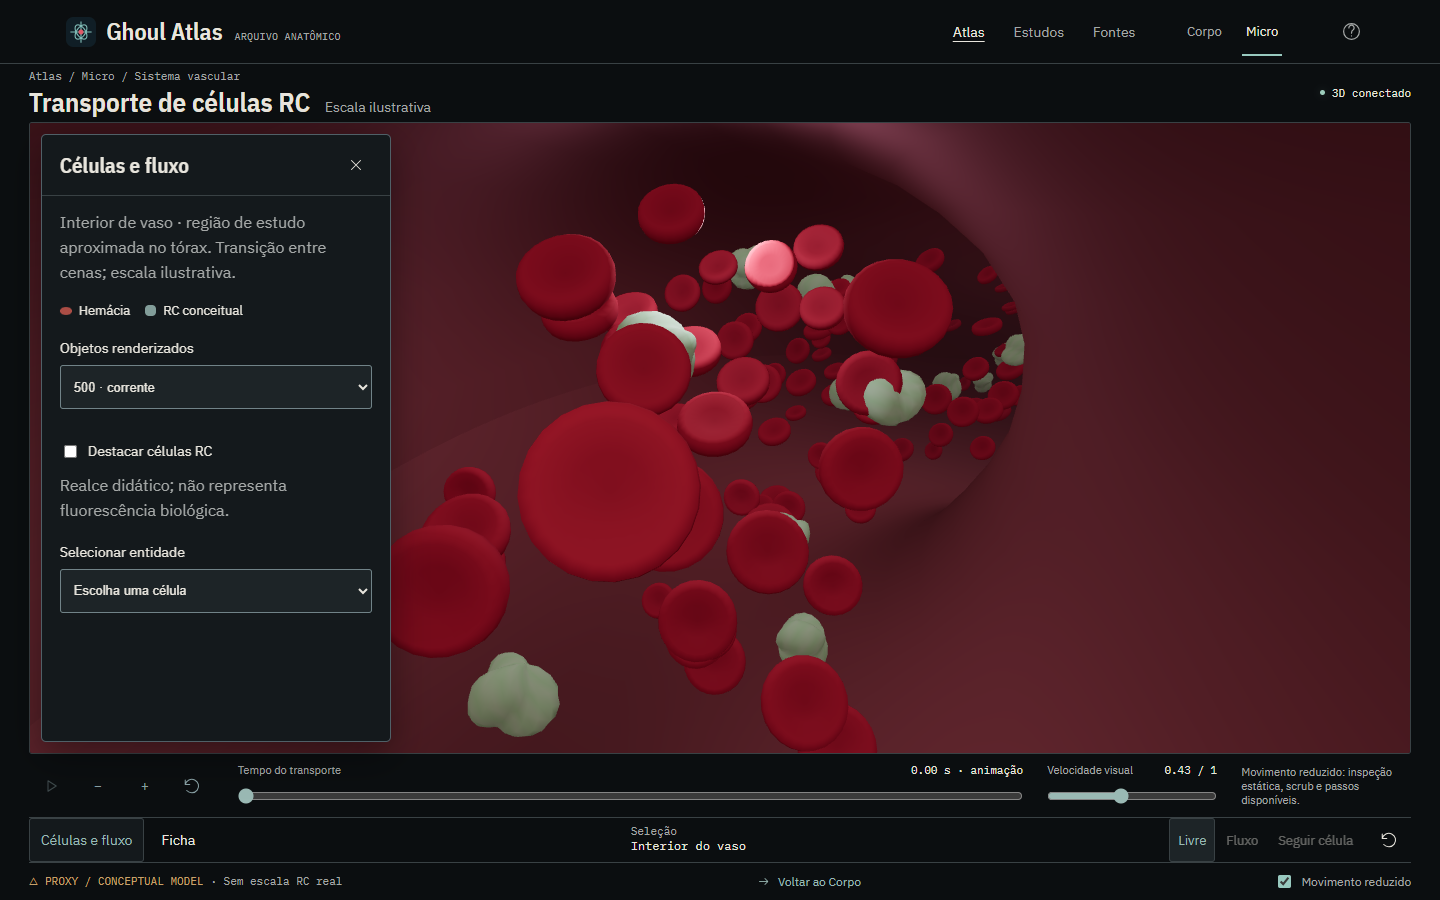 Ghoul Atlas
ARQUIVO ANATÔMICO
Atlas
Estudos
Fontes
Corpo
Micro
Atlas / Micro / Sistema vascular
Transporte de células RC
Escala ilustrativa
3D conectado
Células e fluxo
Interior de vaso · região de estudo
aproximada no tórax. Transição entre
cenas; escala ilustrativa.
Hemácia
RC conceitual
Objetos renderizados
500 · corrente
Destacar células RC
Realce didático; não representa
fluorescência biológica.
Selecionar entidade
Escolha uma célula
Tempo do transporte
0.00 s · animação
Velocidade visual
0.43 / 1
Movimento reduzido: inspeção
estática, scrub e passos
disponíveis.
Células e fluxo
Ficha
Seleção
Interior do vaso
Livre
Fluxo
Seguir célula
△ PROXY / CONCEPTUAL MODEL · Sem escala RC real
→ Voltar ao Corpo
Movimento reduzido